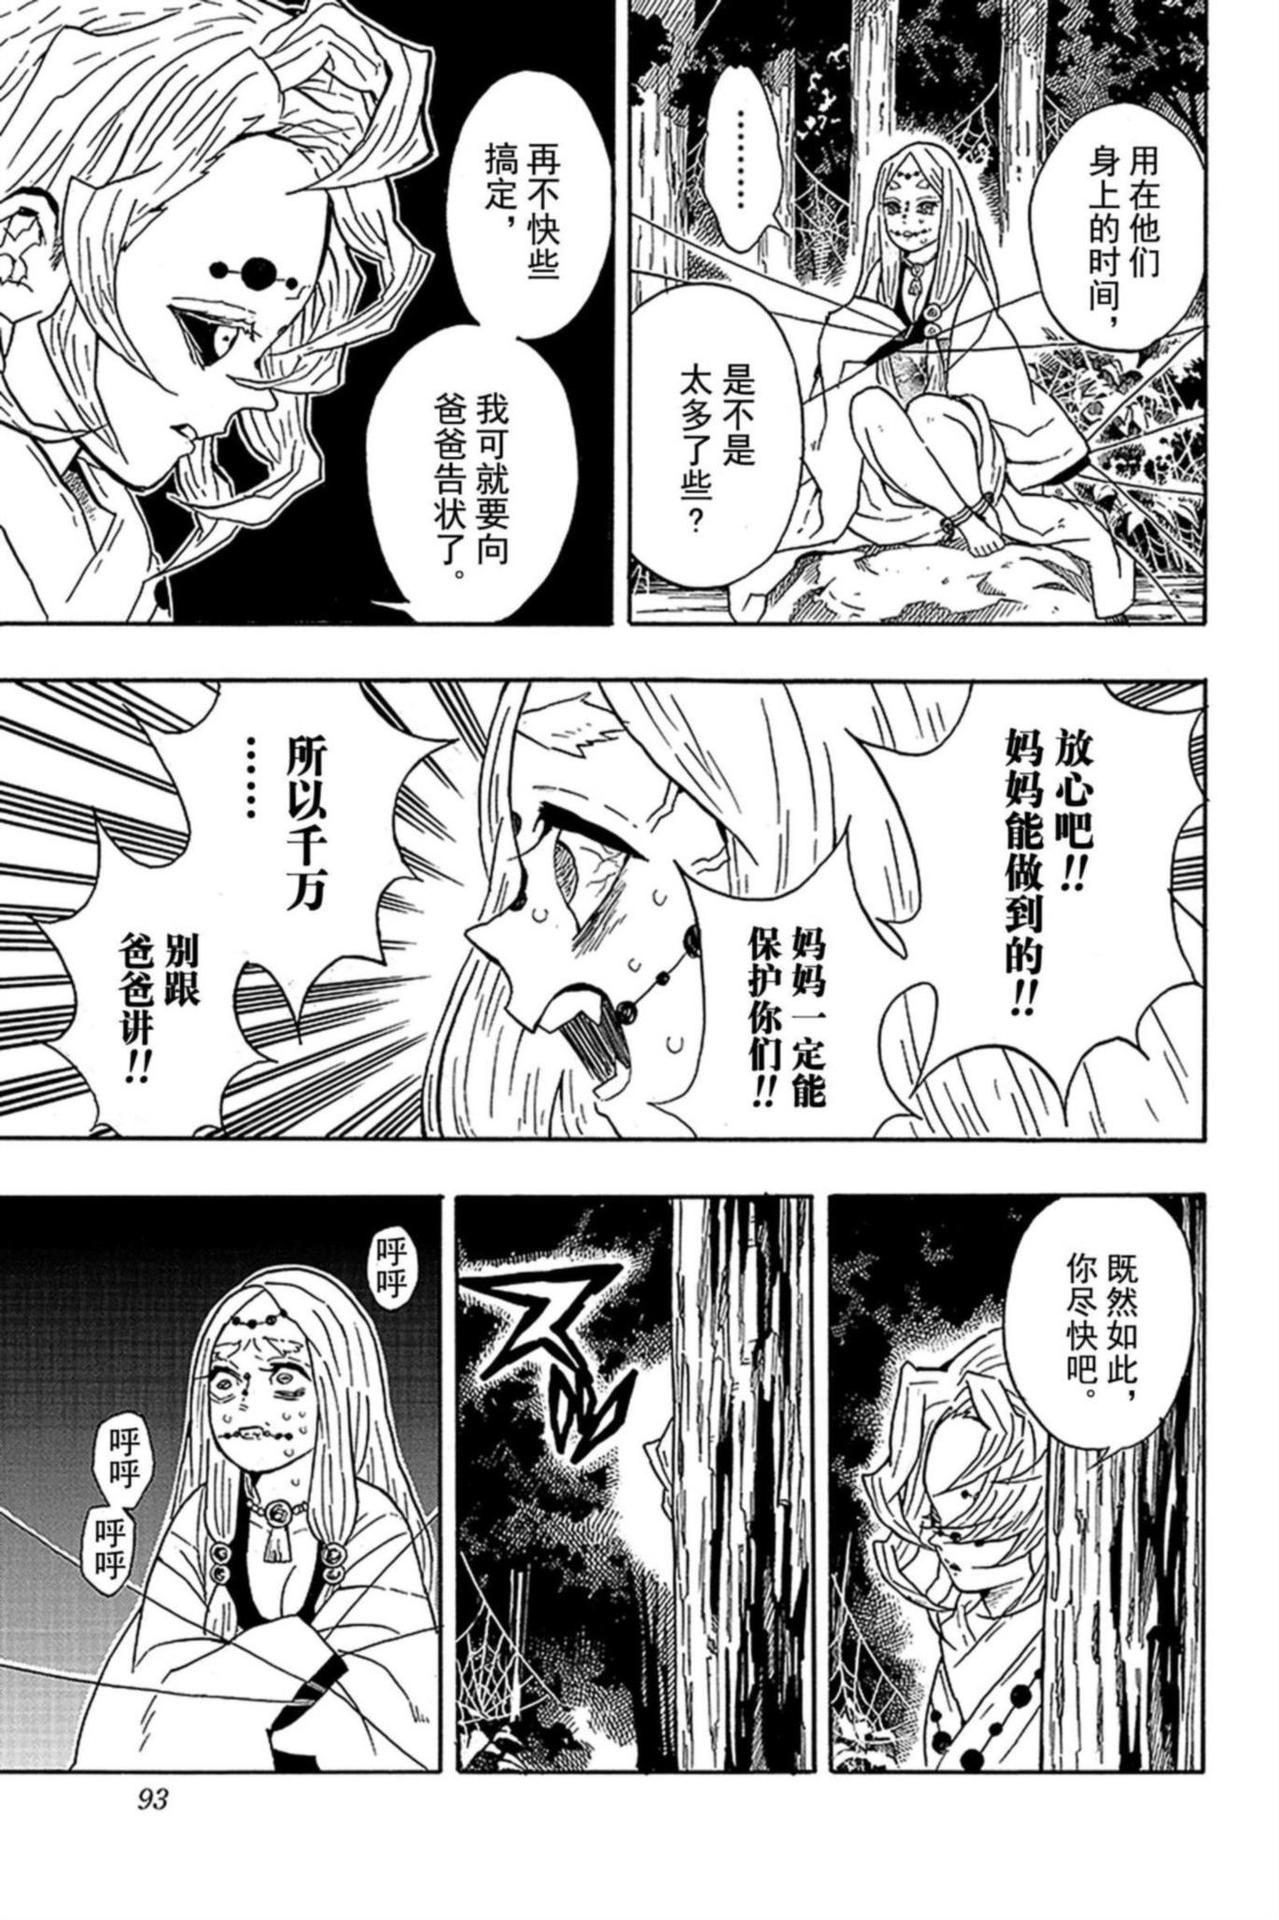 用在他们
身上的时间，
………
是不是
太多了些？
再不快些
搞定，
我可就要向
爸爸告状了。
放心吧!!
妈妈能做到的!!
妈妈一定能
保护你们!!
所以千万
……
别跟
爸爸讲!!
既然如此，
你尽快吧。
スッ
呼
呼
呼
呼
呼
呼
93